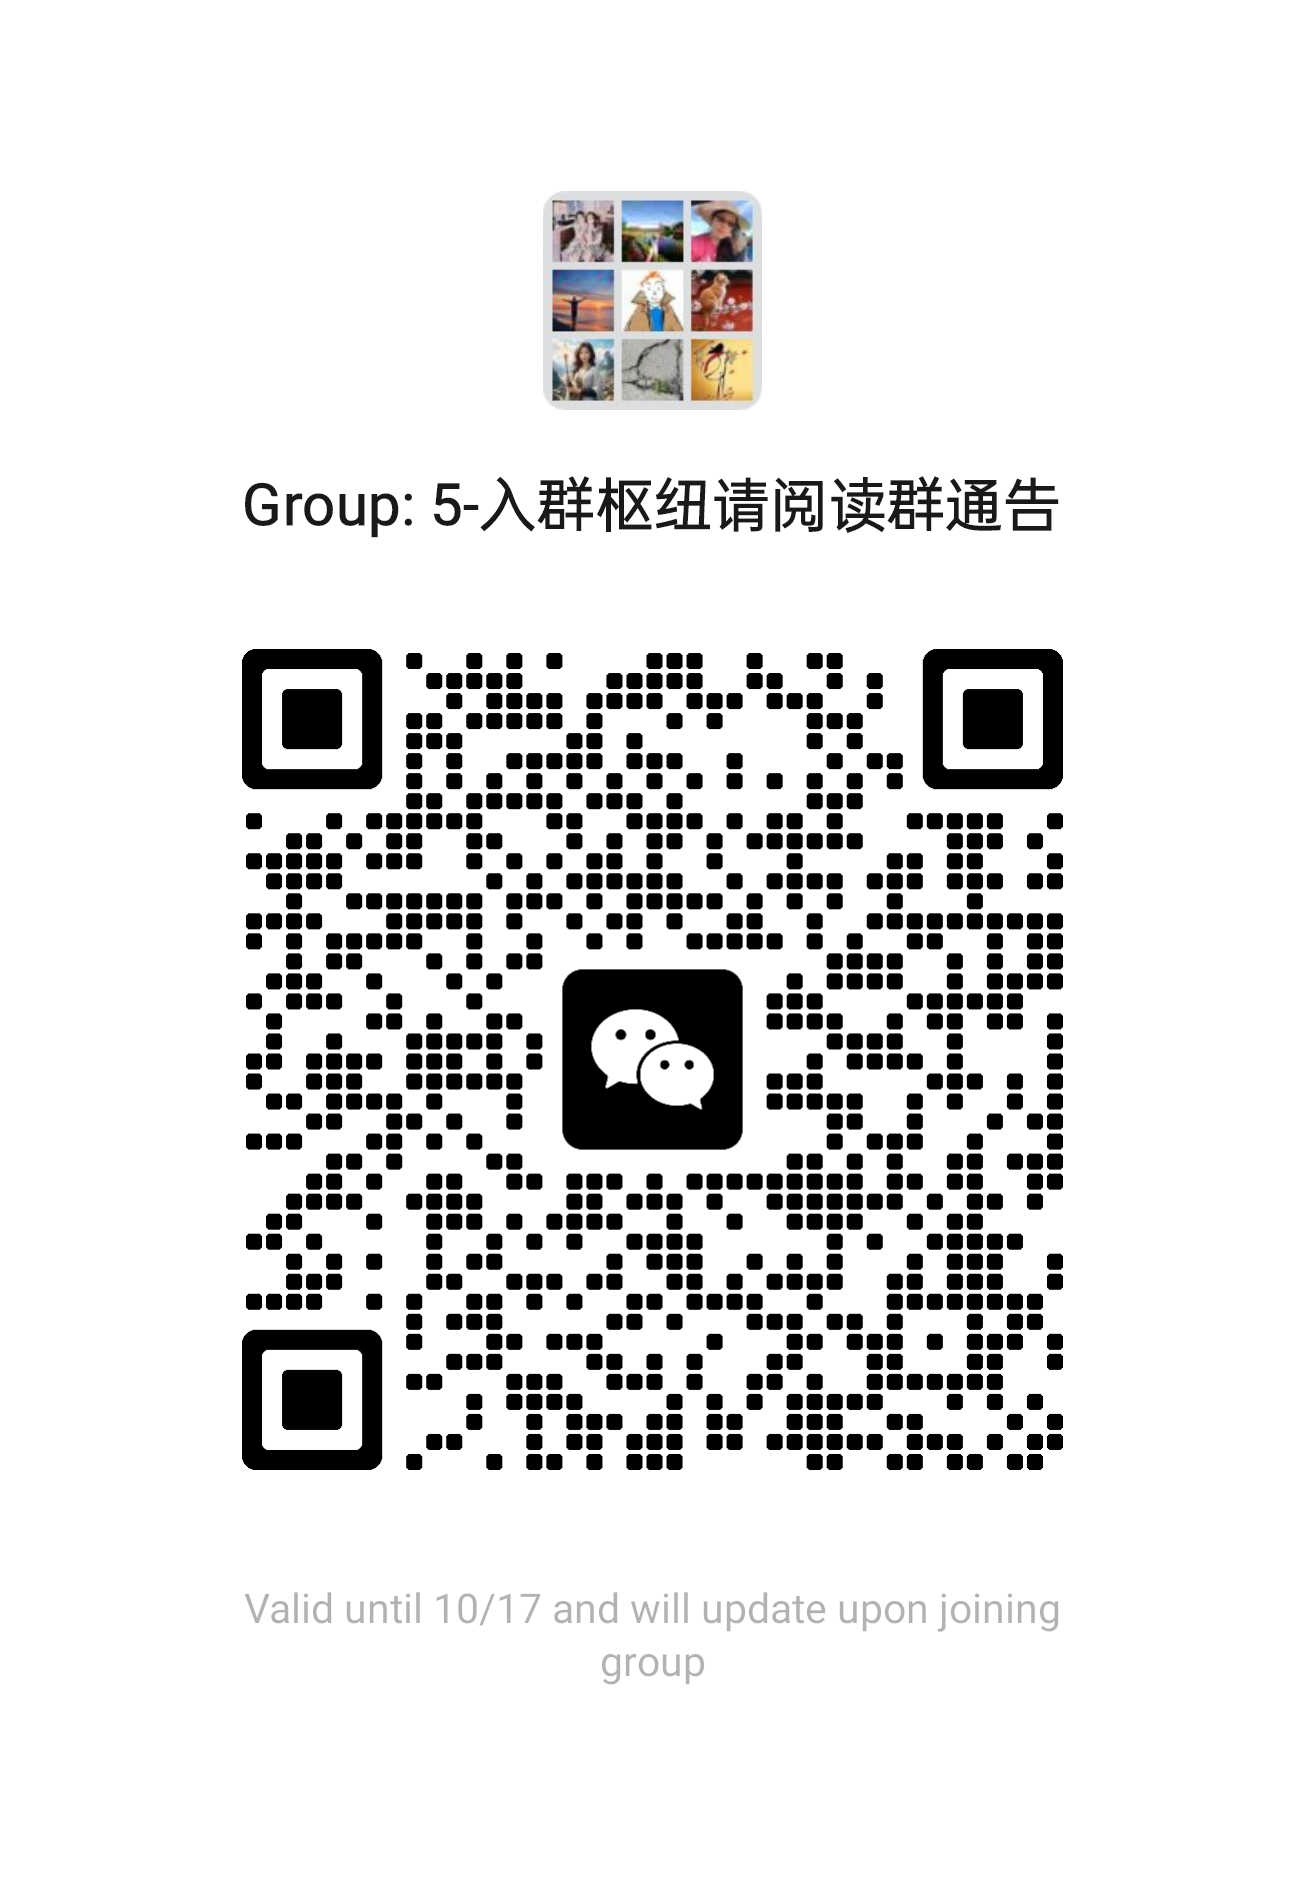 Group: 5-入群枢纽请阅读群通告
Valid until 10/17 and will update upon joining
group